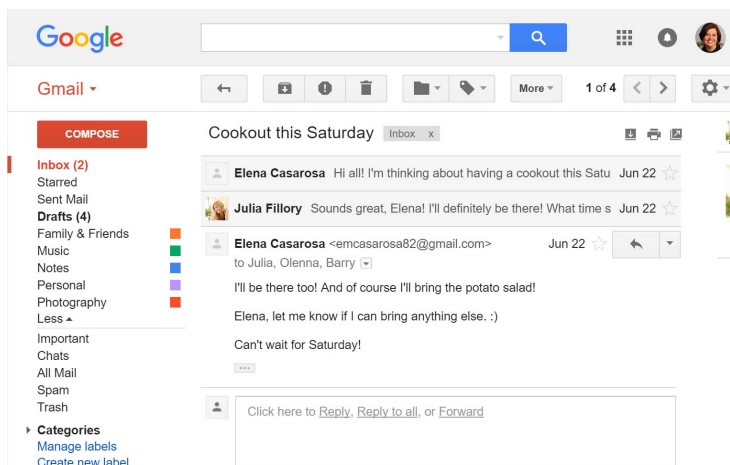 Google
Gmail
More
1 of 4
COMPOSE
Cookout this Saturday Inbox x
Inbox (2)
Starred
Sent Mail
Drafts (4)
Family & Friends
Music
Notes
Personal
Photography
Less
Important
Chats
All Mail
Spam
Trash
Categories
Manage labels
Create new label
Elena Casarosa Hi all! I'm thinking about having a cookout this Satu Jun 22
Julia Fillory Sounds great, Elena! I'll definitely be there! What time s Jun 22
Elena Casarosa <emcasarosa82@gmail.com> Jun 22
to Julia, Olenna, Barry
I'll be there too! And of course I'll bring the potato salad!
Elena, let me know if I can bring anything else. :)
Can't wait for Saturday!
Click here to Reply, Reply to all, or Forward